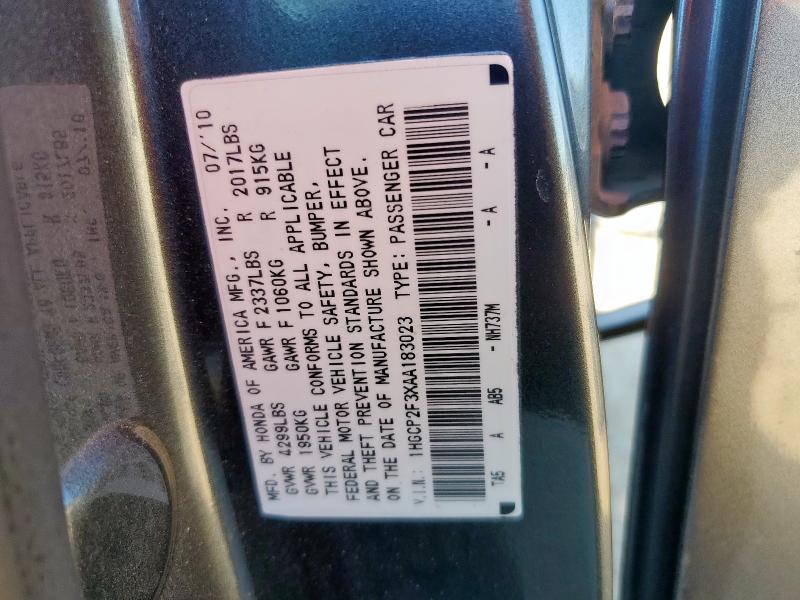 MFD. BY HONDA OF AMERICA MFG., INC. 07/'10
GVWR 4299LBS GAWR F 2337LBS R 2017LBS
GVWR 1950KG GAWR F 1060KG R 915KG
THIS VEHICLE CONFORMS TO ALL APPLICABLE
FEDERAL MOTOR VEHICLE SAFETY, BUMPER,
AND THEFT PREVENTION STANDARDS IN EFFECT
ON THE DATE OF MANUFACTURE SHOWN ABOVE.
V.I.N.: 1HGCP2F3XAA183023 TYPE: PASSENGER CAR
TA5 A AB5 - NH737M - A - A